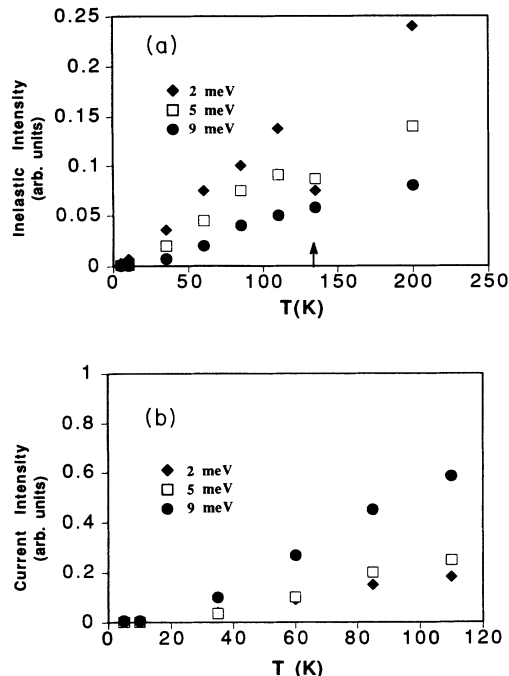 0.25
(a)
0.2
2 meV
5 meV
9 meV
0.15
0.1
0.05
0
0 50 100 150 200 250
T(K)
Inelastic Intensity
(arb. units)
1
(b)
0.8
2 meV
5 meV
9 meV
0.6
0.4
0.2
0
0 20 40 60 80 100 120
T (K)
Current Intensity
(arb. units)